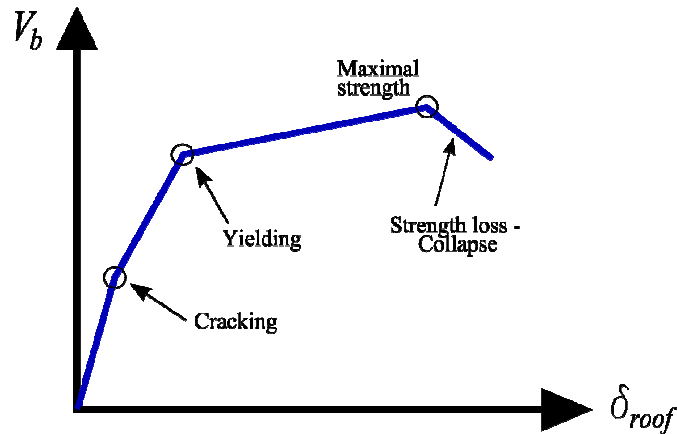 V_b
Maximal
strength
Yielding
Strength loss -
Collapse
Cracking
δ_roof